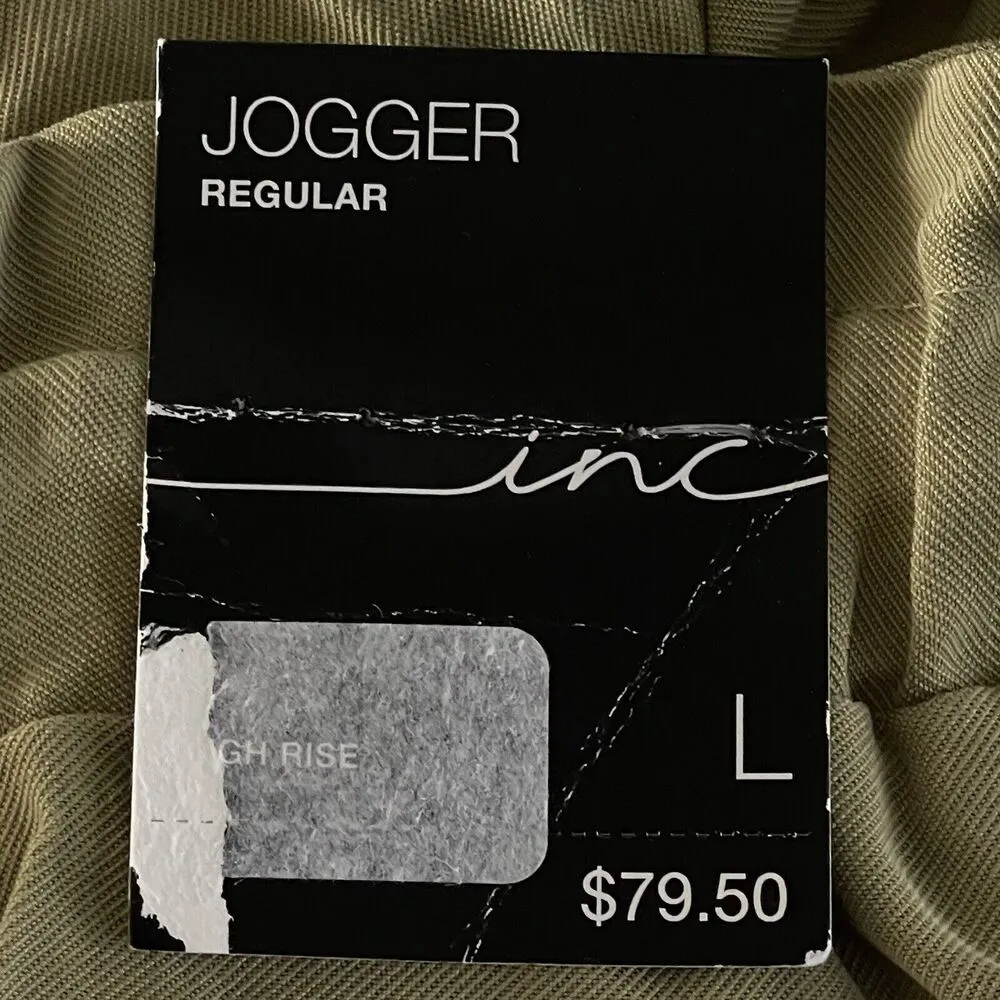 JOGGER
REGULAR
inc
GH RISE
L
$79.50